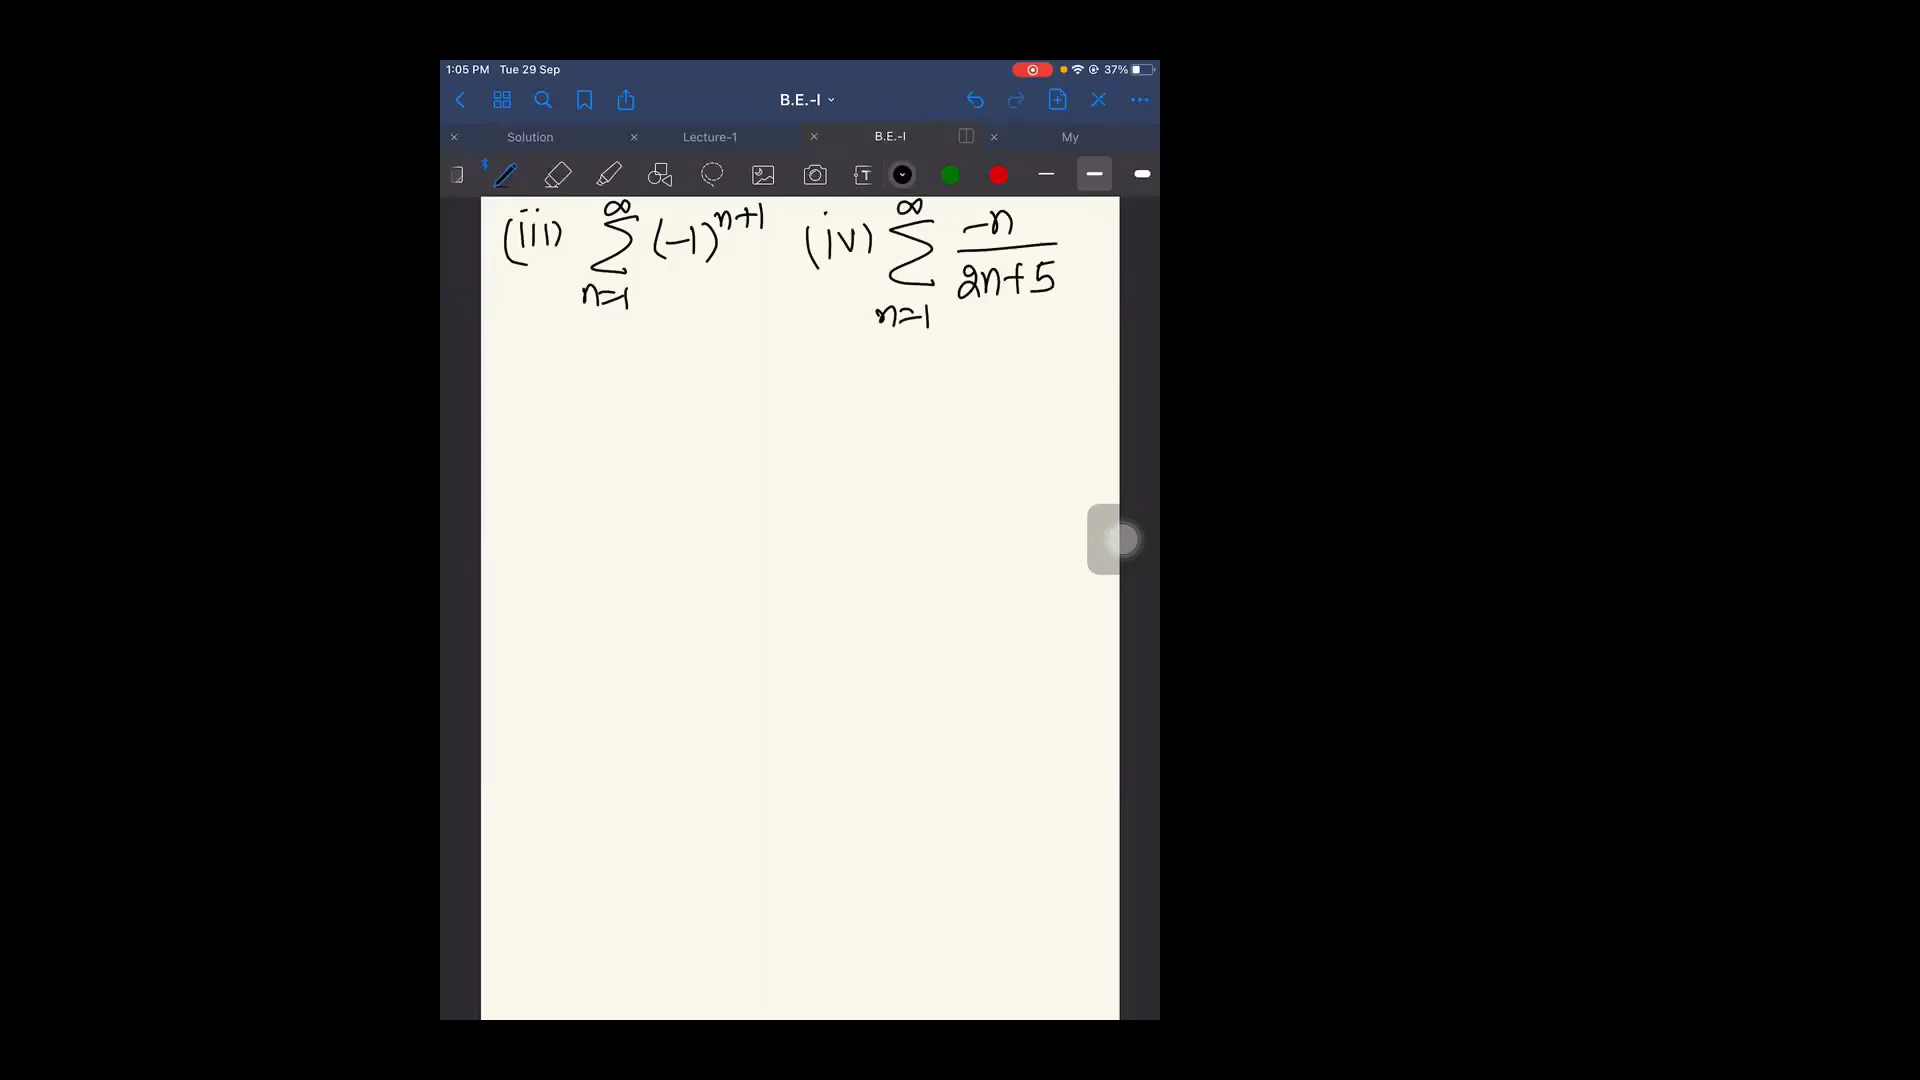 1:05 PM Tue 29 Sep 37%
B.E.-I
Solution Lecture-1 B.E.-I My
T
(iii) ∞ ∑ n=1 (-1)^{n+1} (iv) ∞ ∑ n=1 -n/(2n+5)